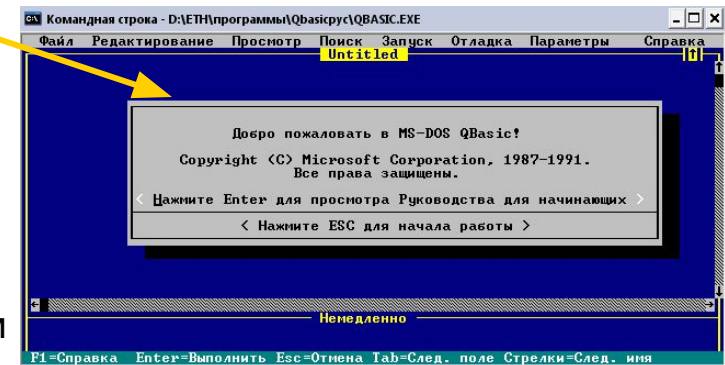 Командная строка - D:\ETH\программы\Qbasicрус\QBASIC.EXE
Файл Редактирование Просмотр Поиск Запуск Отладка Параметры Справка
Untitled
Добро пожаловать в MS-DOS QBasic!
Copyright (C) Microsoft Corporation, 1987-1991.
Все права защищены.
< Нажмите Enter для просмотра Руководства для начинающих >
< Нажмите ESC для начала работы >
Немедленно
и
F1=Справка Enter=Выполнить Esc=Отмена Tab=След. поле Стрелки=След. имя